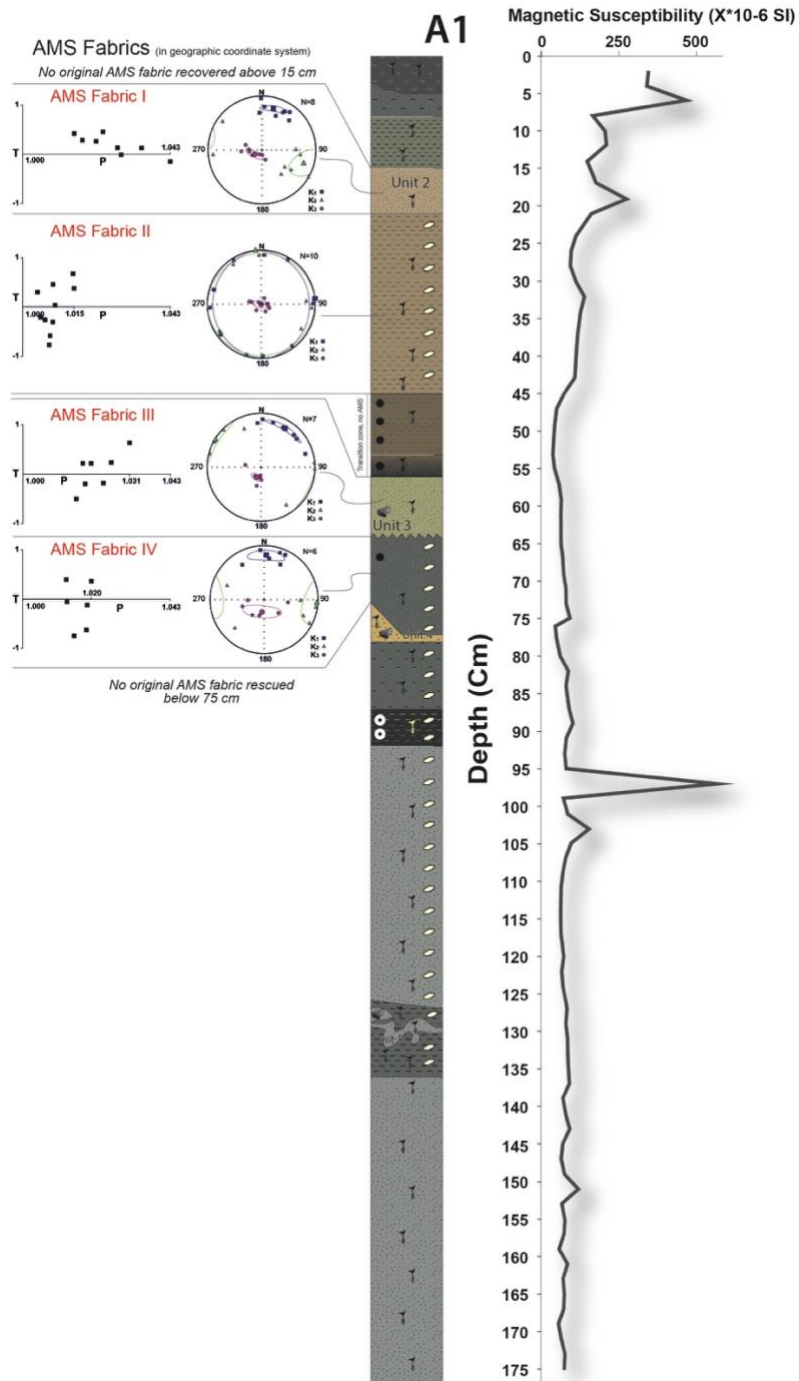 A1
Magnetic Susceptibility (X*10-6 SI)
0 250 500
AMS Fabrics (in geographic coordinate system)
No original AMS fabric recovered above 15 cm
AMS Fabric I
1
T
1.000
P
1.043
-1
N
N=8
270
90
180
K1
K2
K3
Unit 2
AMS Fabric II
1
T
1.000
1.015
P
1.043
-1
N
N=10
270
90
180
K1
K2
K3
AMS Fabric III
1
T
1.000
P
1.031
1.043
-1
N
N=7
270
90
180
K1
K2
K3
Transition zone, no AMS
Unit 3
AMS Fabric IV
1
T
1.000
1.020
P
1.043
-1
N
N=6
270
90
180
K1
K2
K3
No original AMS fabric rescued
below 75 cm
Depth (Cm)
0
5
10
15
20
25
30
35
40
45
50
55
60
65
70
75
80
85
90
95
100
105
110
115
120
125
130
135
140
145
150
155
160
165
170
175